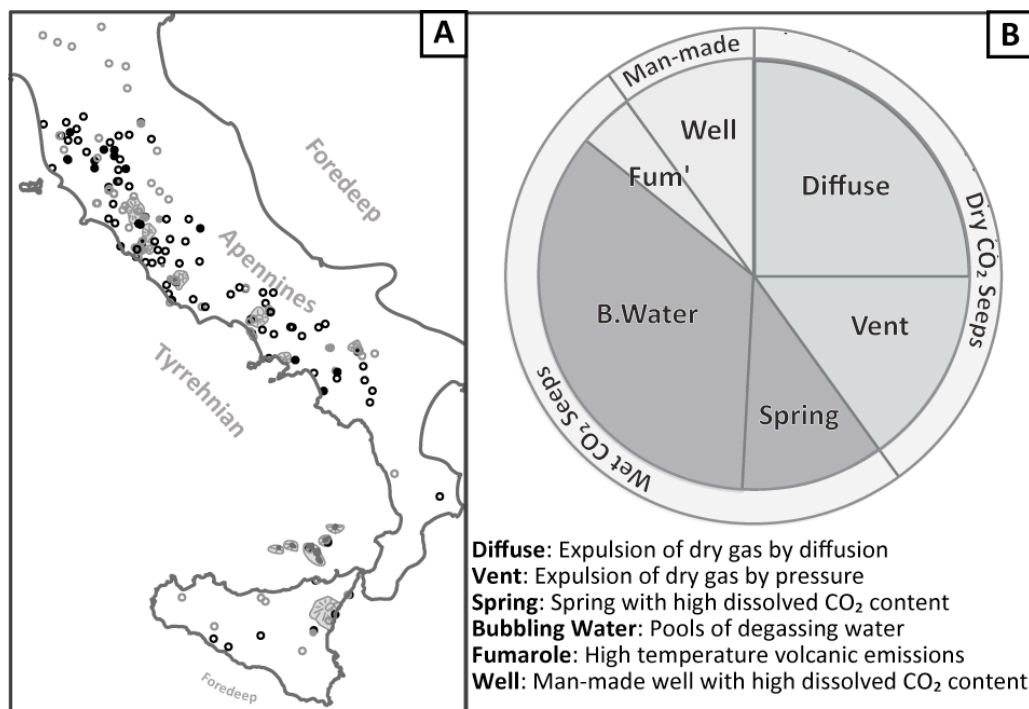 A
Foredeep
Apennines
Tyrrehnian
Foredeep
B
Man-made
Well
Fum'
Diffuse
Dry CO₂ Seeps
B.Water
Vent
Spring
Wet CO₂ Seeps
Diffuse: Expulsion of dry gas by diffusion
Vent: Expulsion of dry gas by pressure
Spring: Spring with high dissolved CO₂ content
Bubbling Water: Pools of degassing water
Fumarole: High temperature volcanic emissions
Well: Man-made well with high dissolved CO₂ content